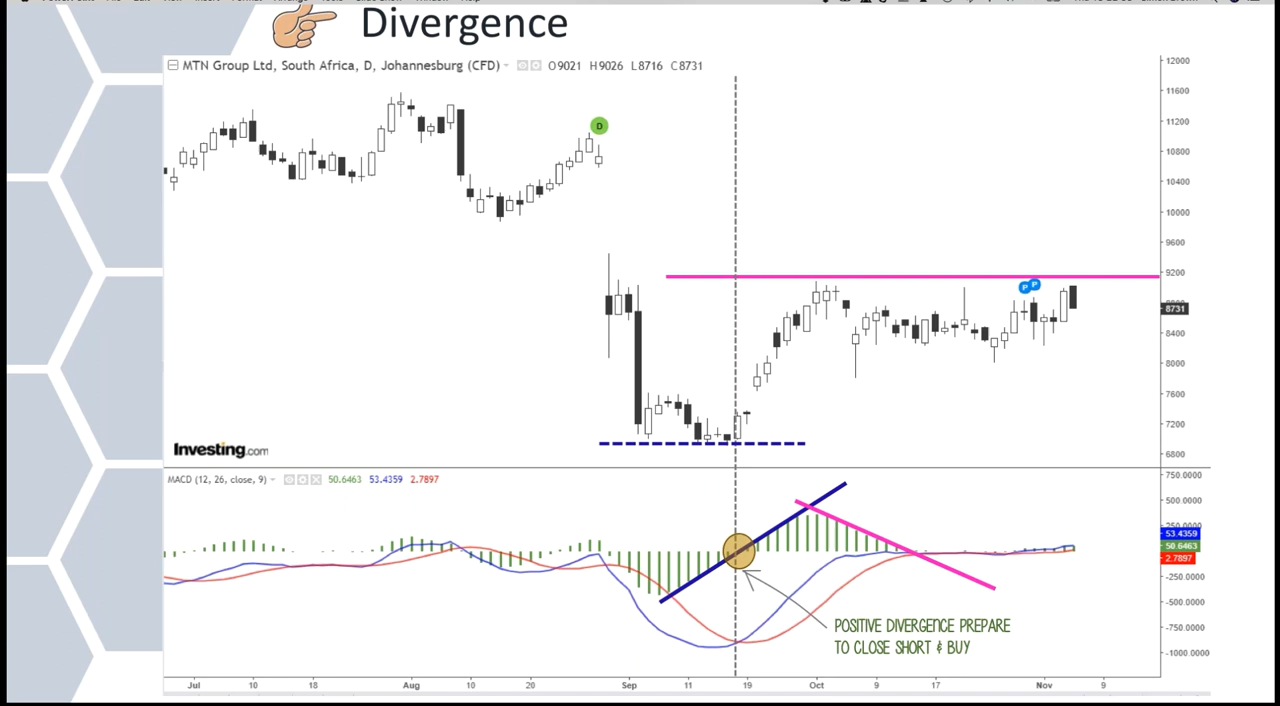 Divergence
MTN Group Ltd, South Africa, D, Johannesburg (CFD) O9021 H9026 L8716 C8731
12000
11600
11200
10800
10400
10000
9600
9200
8731
8400
8000
7600
7200
6800
D
P P
Investing.com
MACD (12, 26, close, 9) 50.6463 53.4359 2.7897
750.0000
500.0000
53.4359
50.6463
2.7897
-250.0000
-500.0000
-750.0000
-1000.0000
POSITIVE DIVERGENCE PREPARE
TO CLOSE SHORT & BUY
Jul 10 18 Aug 10 20 Sep 11 19 Oct 9 17 Nov 9